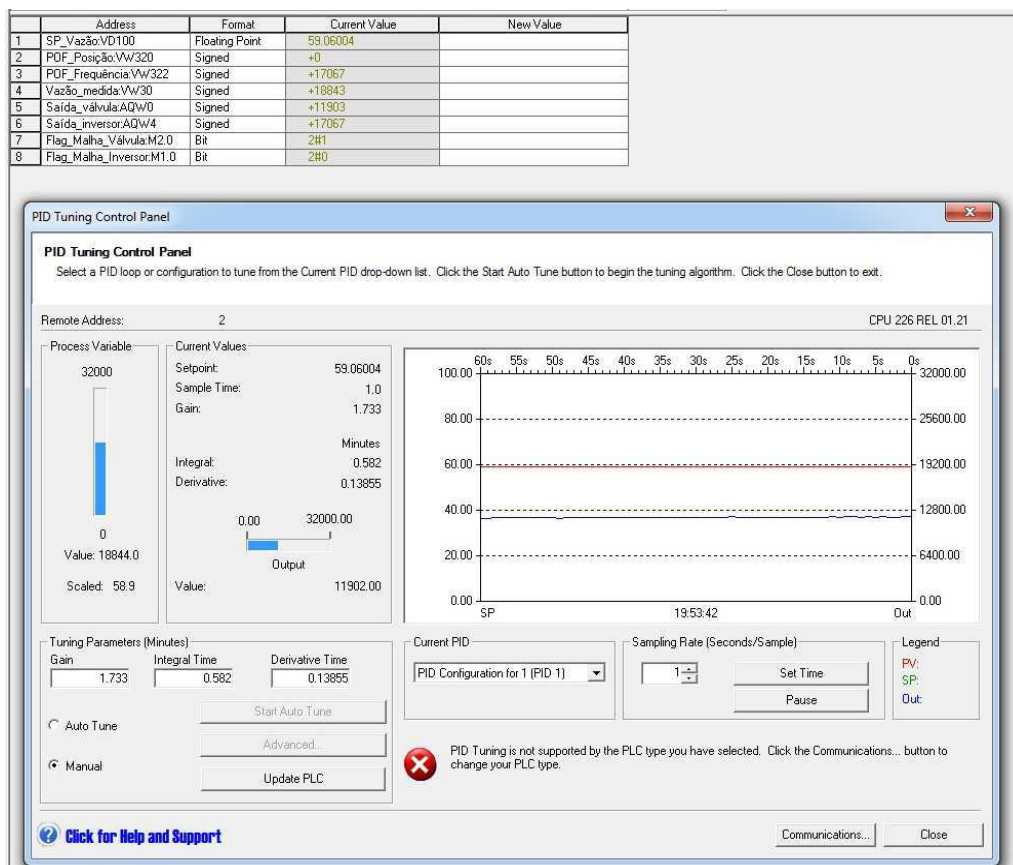 Address Format Current Value New Value
1 SP_Vazão:VD100 Floating Point 59.06004
2 POF_Posição:VW320 Signed +0
3 POF_Frequência:VW322 Signed +17067
4 Vazão_medida:VW30 Signed +18843
5 Saída_válvula:AQW0 Signed +11903
6 Saída_inversor:AQW4 Signed +17067
7 Flag_Malha_Válvula:M2.0 Bit 2#1
8 Flag_Malha_Inversor:M1.0 Bit 2#0
PID Tuning Control Panel
PID Tuning Control Panel
Select a PID loop or configuration to tune from the Current PID drop-down list. Click the Start Auto Tune button to begin the tuning algorithm. Click the Close button to exit.
Remote Address: 2 CPU 226 REL 01.21
Process Variable
32000
0
Value: 18844.0
Scaled: 58.9
Current Values
Setpoint: 59.06004
Sample Time: 1.0
Gain: 1.733
Minutes
Integral: 0.582
Derivative: 0.13855
0.00 32000.00
Output
Value: 11902.00
60s 55s 50s 45s 40s 35s 30s 25s 20s 15s 10s 5s 0s
100.00 32000.00
80.00 25600.00
60.00 19200.00
40.00 12800.00
20.00 6400.00
0.00 0.00
SP 19:53:42 Out
Tuning Parameters (Minutes)
Gain Integral Time Derivative Time
1.733 0.582 0.13855
Auto Tune
Start Auto Tune
Advanced...
Manual
Update PLC
Current PID
PID Configuration for 1 (PID 1)
Sampling Rate (Seconds/Sample)
1 Set Time
Pause
Legend
PV:
SP:
Out:
PID Tuning is not supported by the PLC type you have selected. Click the Communications... button to
change your PLC type.
Click for Help and Support
Communications... Close